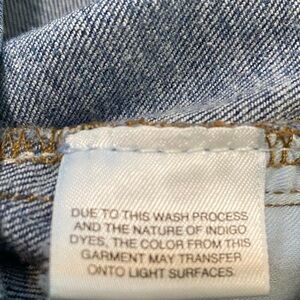 DUE TO THIS WASH PROCESS
AND THE NATURE OF INDIGO
DYES, THE COLOR FROM THIS
GARMENT MAY TRANSFER
ONTO LIGHT SURFACES.